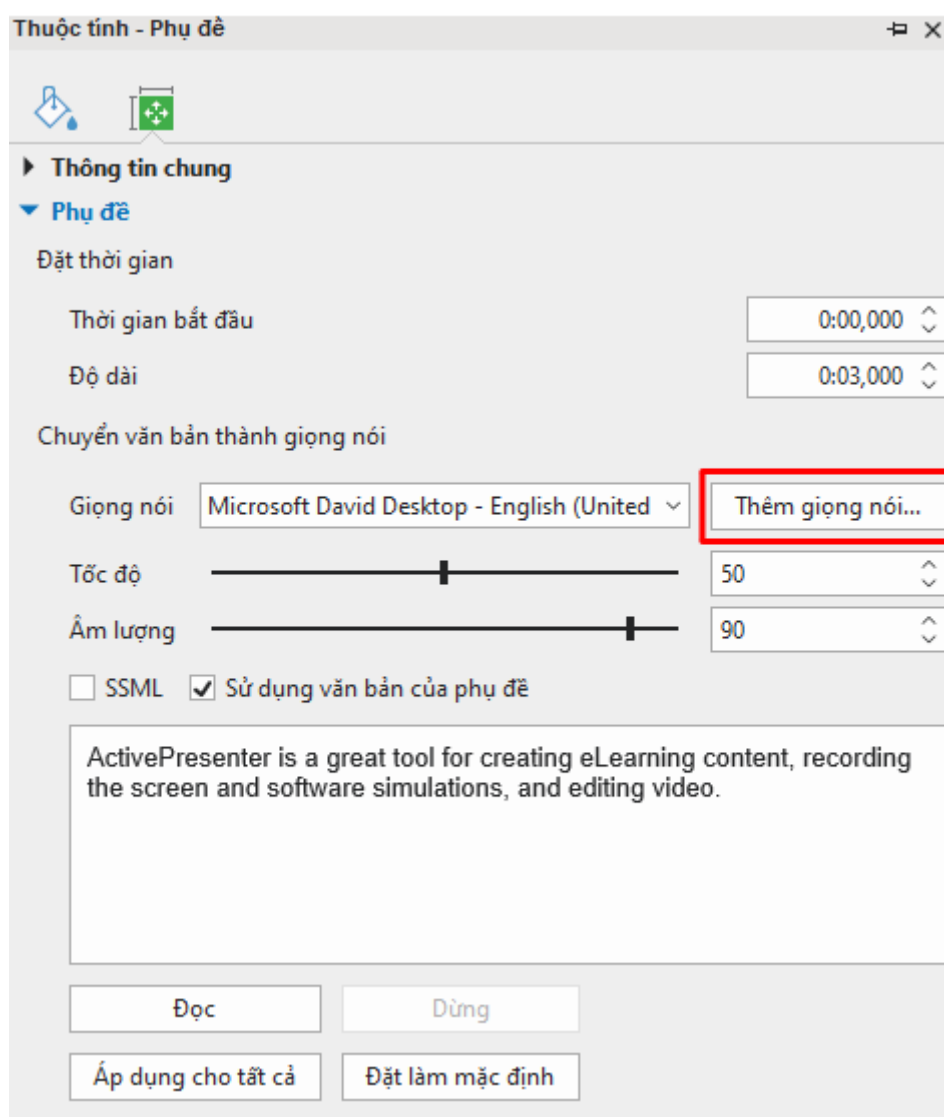 Thuộc tính - Phụ đề
Thông tin chung
Phụ đề
Đặt thời gian
Thời gian bắt đầu 0:00,000
Độ dài 0:03,000
Chuyển văn bản thành giọng nói
Giọng nói Microsoft David Desktop - English (United Thêm giọng nói...
Tốc độ 50
Âm lượng 90
SSML Sử dụng văn bản của phụ đề
ActivePresenter is a great tool for creating eLearning content, recording
the screen and software simulations, and editing video.
Đọc Dừng
Áp dụng cho tất cả Đặt làm mặc định